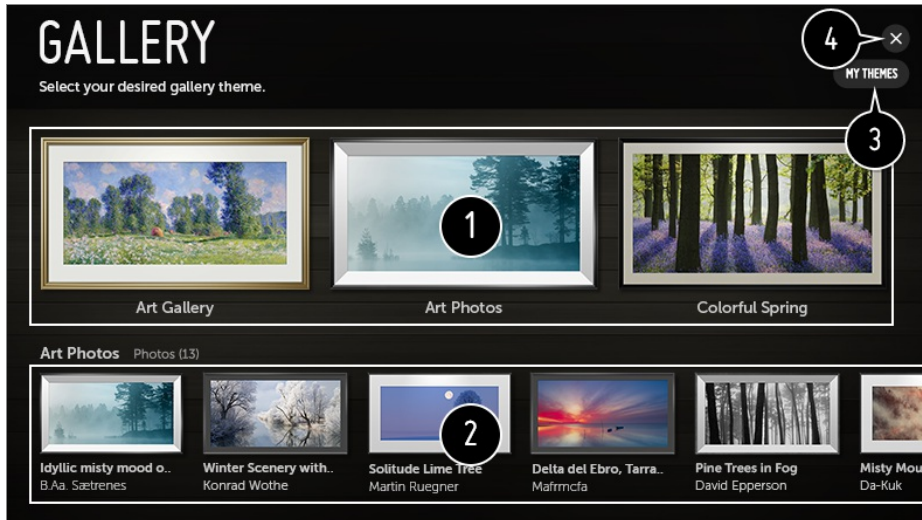 GALLERY
Select your desired gallery theme.
4
×
MY THEMES
3
1
Art Gallery
Art Photos
Colorful Spring
Art Photos Photos (13)
2
Idyllic misty mood o..
B.Aa. Sætrenes
Winter Scenery with..
Konrad Wothe
Solitude Lime Tree
Martin Ruegner
Delta del Ebro, Tarra..
Mafrmcfa
Pine Trees in Fog
David Epperson
Misty Mou
Da-Kuk